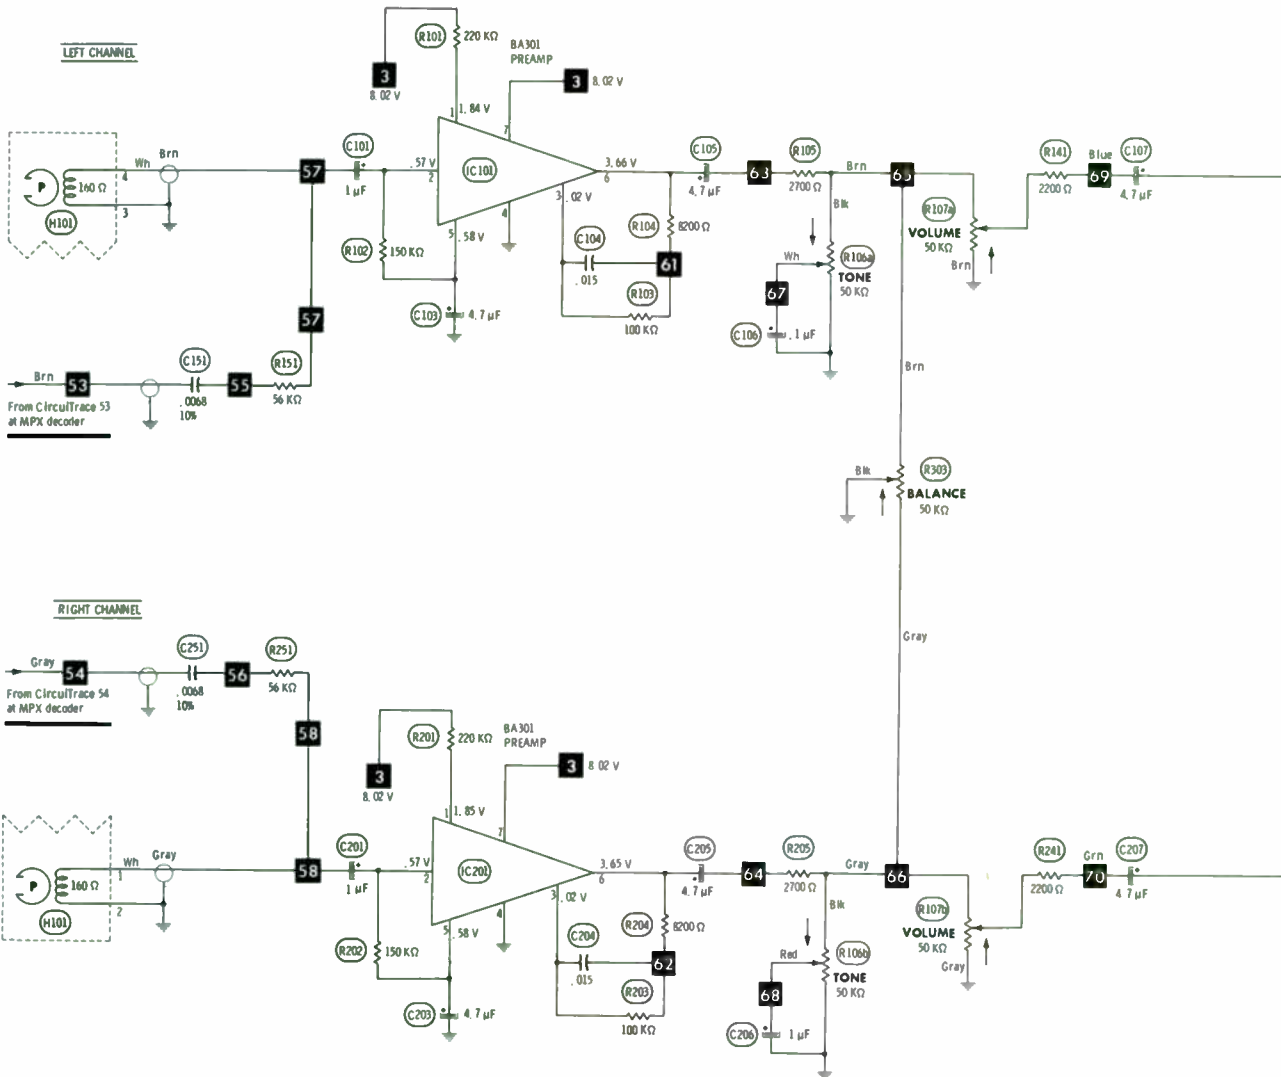 LEFT CHANNEL
R101
220 KΩ
BA301
PREAMP
3
8.02 V
3
8.02 V
1
1.84 V
7
Wh
Brn
4
P
160 Ω
3
H101
57
C101
1 µF
.57 V
2
IC101
3.66 V
6
3
.02 V
4
5
.58 V
C105
4.7 µF
63
R105
2700 Ω
Brn
65
R141
2200 Ω
Blue
69
C107
4.7 µF
R102
150 KΩ
C103
4.7 µF
C104
.015
R104
8200 Ω
61
R103
100 KΩ
Blk
Wh
R106a
TONE
50 KΩ
67
C106
.1 µF
R107a
VOLUME
50 KΩ
Brn
57
Brn
53
From CircuiTrace 53
at MPX decoder
C151
.0068
10%
55
R151
56 KΩ
Brn
Blk
R303
BALANCE
50 KΩ
Gray
RIGHT CHANNEL
Gray
54
From CircuiTrace 54
at MPX decoder
C251
.0068
10%
56
R251
56 KΩ
58
R201
220 KΩ
BA301
PREAMP
3
8.02 V
3
8.02 V
1
1.85 V
7
Wh
Gray
1
P
160 Ω
2
H101
58
C201
1 µF
.57 V
2
IC201
3.65 V
6
3
.02 V
4
5
.58 V
C205
4.7 µF
64
R205
2700 Ω
Gray
66
R241
2200 Ω
Grn
70
C207
4.7 µF
R202
150 KΩ
C203
4.7 µF
C204
.015
R204
8200 Ω
62
R203
100 KΩ
Blk
Red
R106b
TONE
50 KΩ
68
C206
1 µF
R107b
VOLUME
50 KΩ
Gray